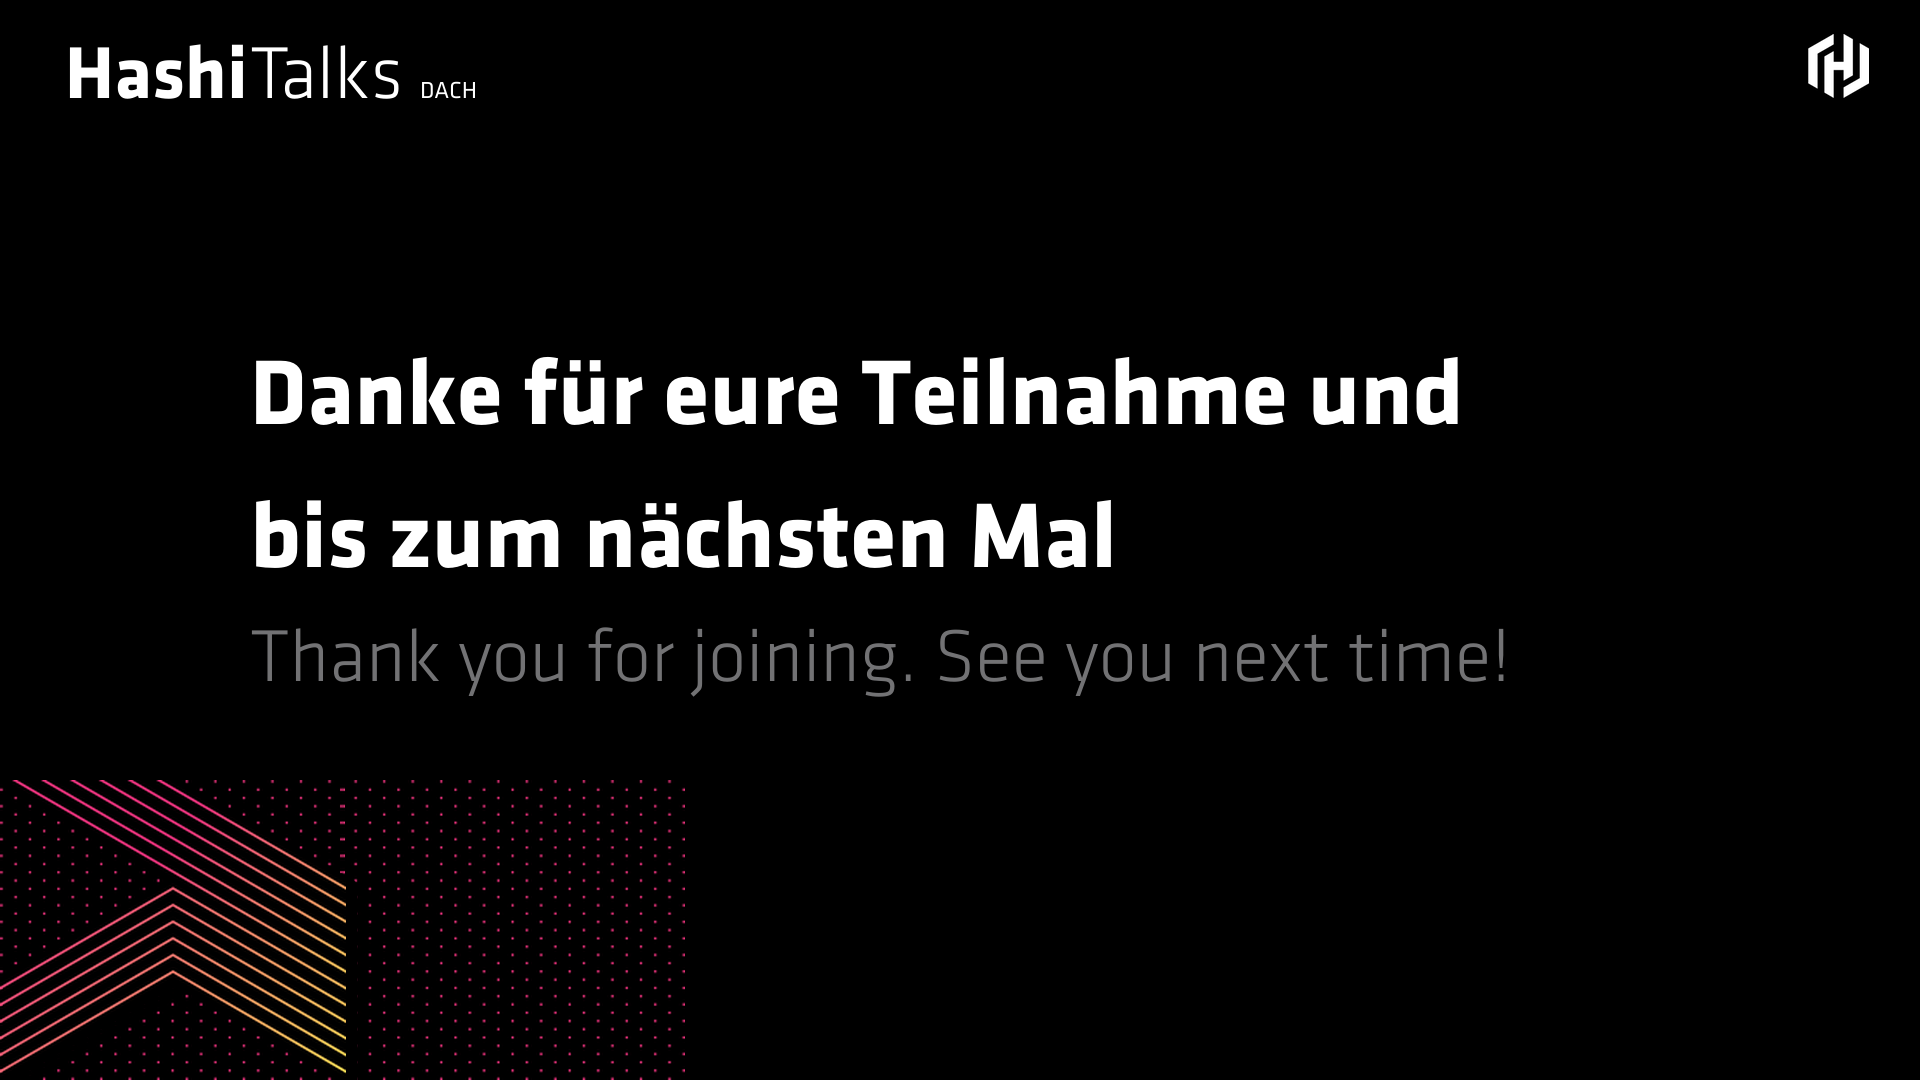 HashiTalks DACH
Danke für eure Teilnahme und
bis zum nächsten Mal
Thank you for joining. See you next time!